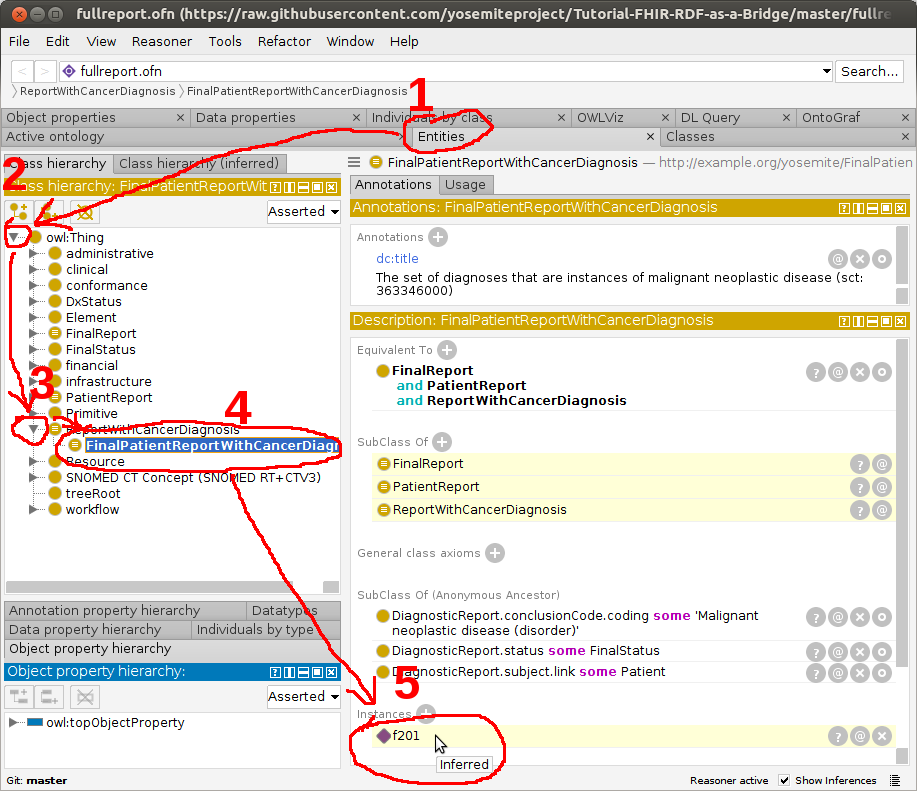 fullreport.ofn (https://raw.githubusercontent.com/yosemiteproject/Tutorial-FHIR-RDF-as-a-Bridge/master/fullre
File Edit View Reasoner Tools Refactor Window Help
< > fullreport.ofn Search...
ReportWithCancerDiagnosis FinalPatientReportWithCancerDiagnosis
1
Object properties Data properties Individuals by class OWLViz DL Query OntoGraf
Active ontology Entities Classes
2
Class hierarchy Class hierarchy (inferred)
Class hierarchy: FinalPatientReportWit
Asserted
owl:Thing
administrative
clinical
conformance
DxStatus
Element
FinalReport
FinalStatus
financial
infrastructure
PatientReport
Primitive
3
ReportWithCancerDiagnosis
4
FinalPatientReportWithCancerDiagn
Resource
SNOMED CT Concept (SNOMED RT+CTV3)
treeRoot
workflow
Annotation property hierarchy Datatypes
Data property hierarchy Individuals by type
Object property hierarchy
Object property hierarchy:
Asserted
owl:topObjectProperty
FinalPatientReportWithCancerDiagnosis — http://example.org/yosemite/FinalPatien
Annotations Usage
Annotations: FinalPatientReportWithCancerDiagnosis
Annotations
dc:title
The set of diagnoses that are instances of malignant neoplastic disease (sct:
363346000)
Description: FinalPatientReportWithCancerDiagnosis
Equivalent To
FinalReport
and PatientReport
and ReportWithCancerDiagnosis
SubClass Of
FinalReport
PatientReport
ReportWithCancerDiagnosis
General class axioms
SubClass Of (Anonymous Ancestor)
DiagnosticReport.conclusionCode.coding some 'Malignant
neoplastic disease (disorder)'
DiagnosticReport.status some FinalStatus
DiagnosticReport.subject.link some Patient
5
Instances
f201
Inferred
Git: master Reasoner active Show Inferences